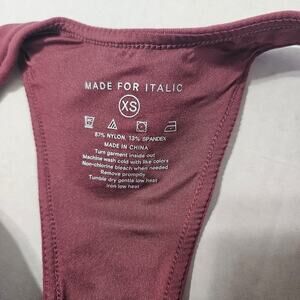 MADE FOR ITALIC
XS
87% NYLON, 13% SPANDEX
MADE IN CHINA
Turn garment inside out
Machine wash cold with like colors
Non-chlorine bleach when needed
Remove promptly
Tumble dry gentle low heat
Iron low heat